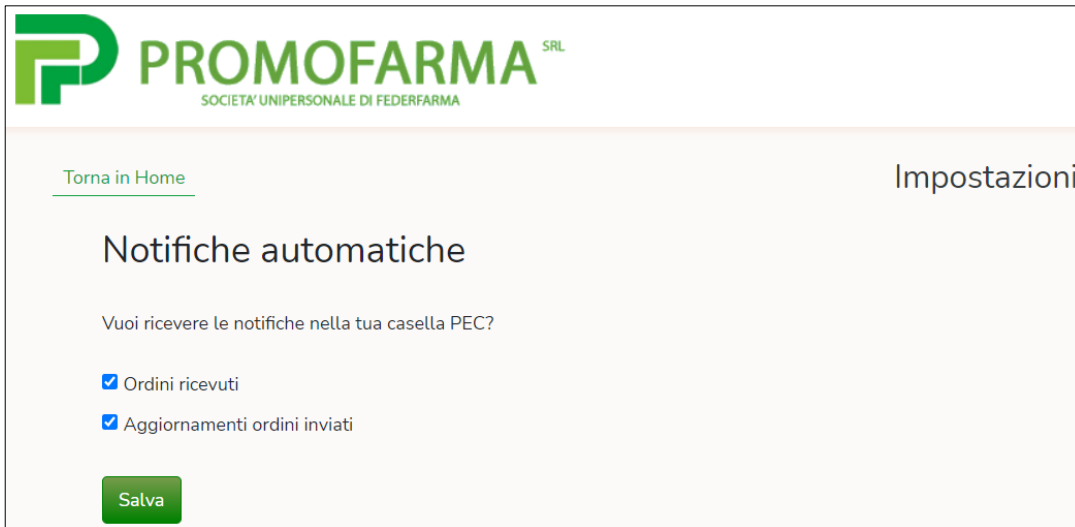 PROMOFARMA SRL
SOCIETA' UNIPERSONALE DI FEDERFARMA
Torna in Home
Impostazioni
Notifiche automatiche
Vuoi ricevere le notifiche nella tua casella PEC?
Ordini ricevuti
Aggiornamenti ordini inviati
Salva